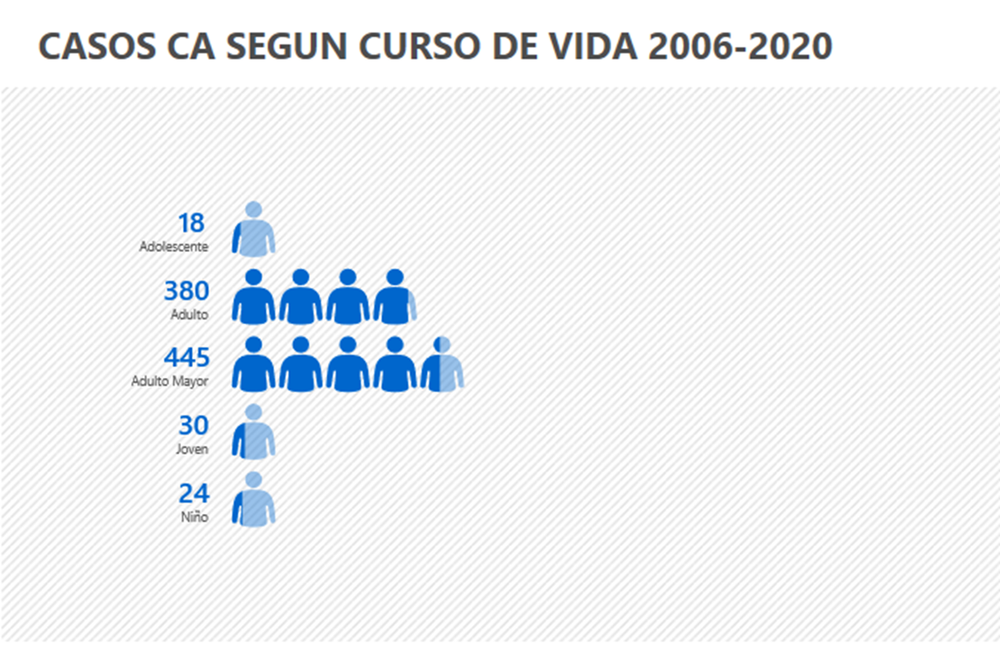 CASOS CA SEGUN CURSO DE VIDA 2006-2020
18
Adolescente
380
Adulto
445
Adulto Mayor
30
Joven
24
Niño